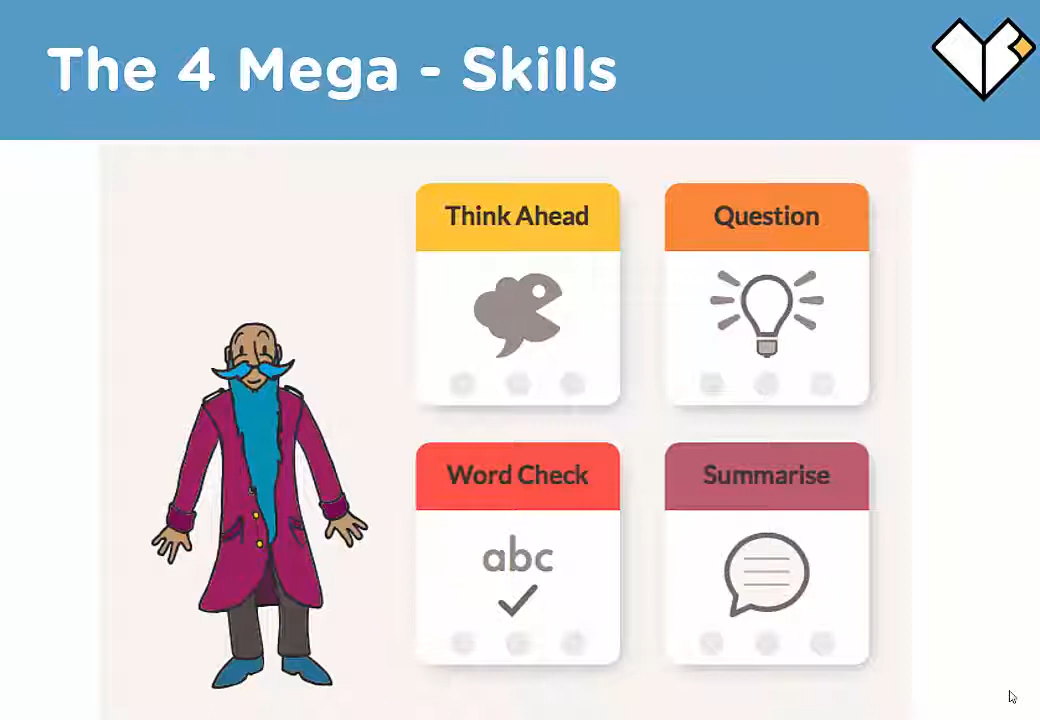 The 4 Mega - Skills
Think Ahead
Question
Word Check
abc
Summarise